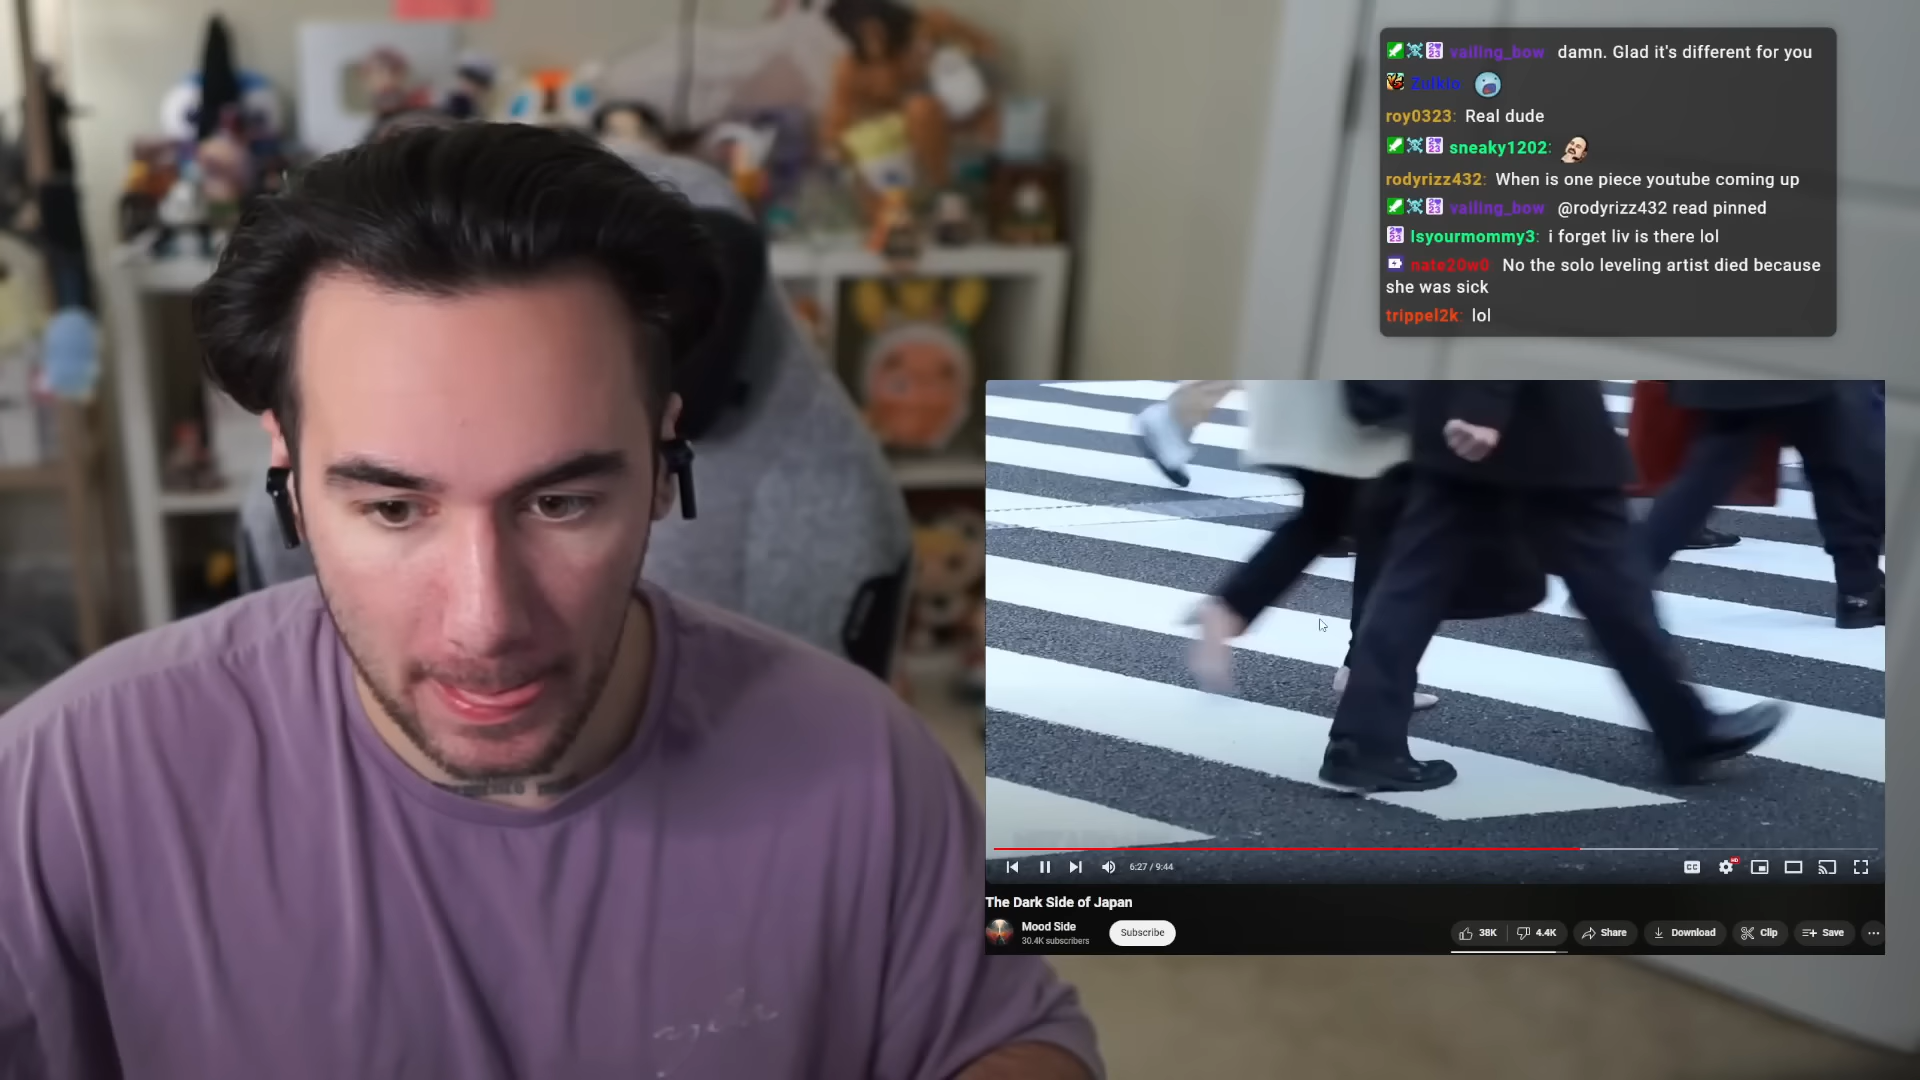 vailing_bow damn. Glad it's different for you
Zulkio
roy0323: Real dude
sneaky1202:
rodyrizz432: When is one piece youtube coming up
vailing_bow @rodyrizz432 read pinned
lsyourmommy3: i forget liv is there lol
nate20w0: No the solo leveling artist died because
she was sick
trippel2k: lol
6:27 / 9:44
CC
HD
The Dark Side of Japan
Mood Side
30.4K subscribers
Subscribe
38K
4.4K
Share
Download
Clip
Save